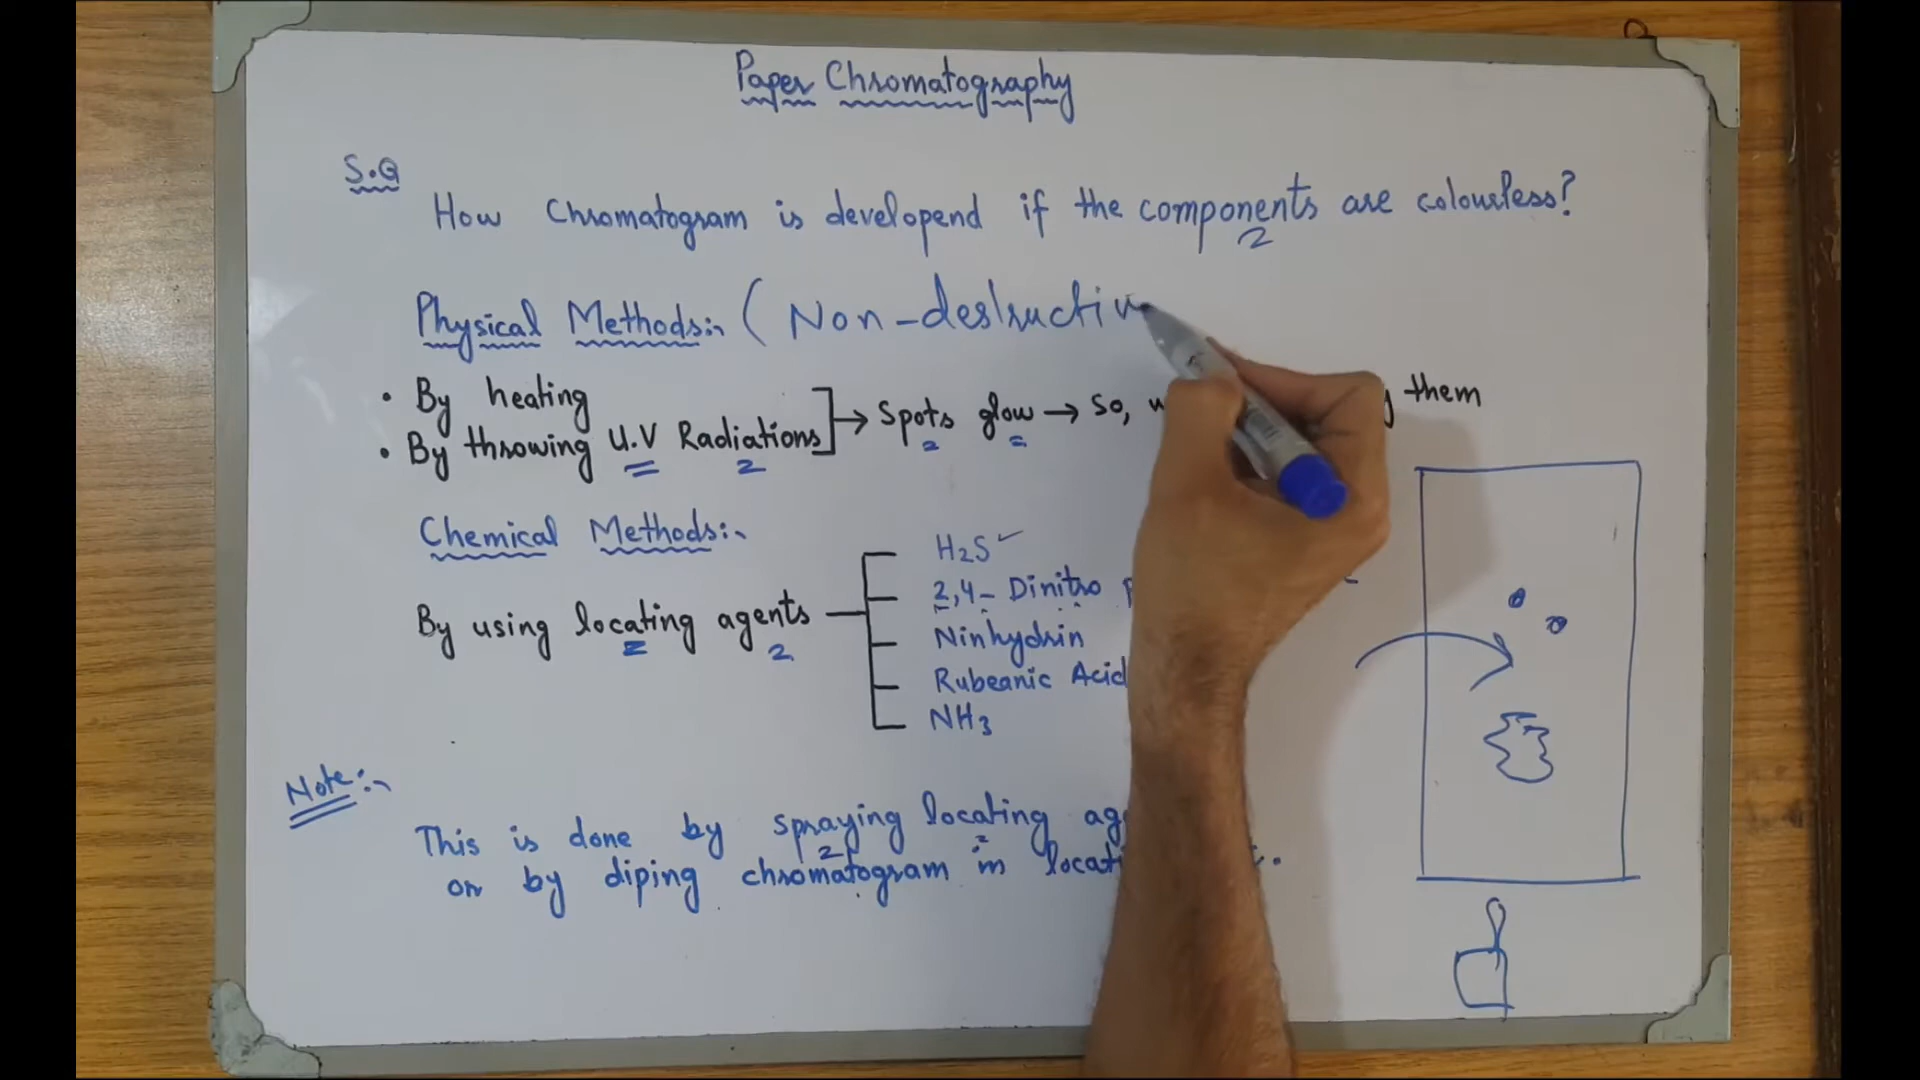 Paper Chromatography
S.Q
How Chromatogram is developend if the components are colourless?
Physical Methods:- (Non-destructiv
• By heating
• By throwing U.V Radiations] → Spots glow → So, them
Chemical Methods:-
By using locating agents
H2S ✓
2,4- Dinitro
Ninhydrin
Rubeanic Acid
NH3
Note:-
This is done by spraying locating
or by diping chromatogram in